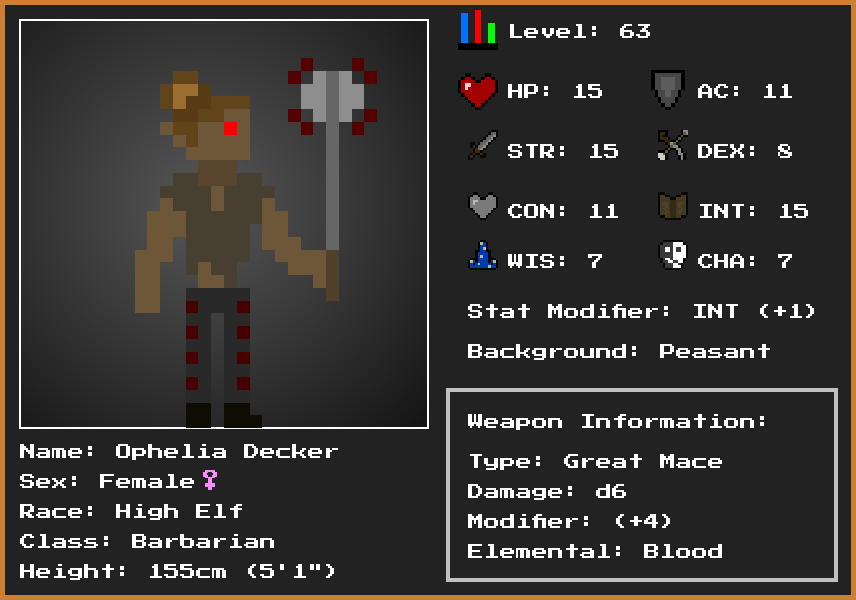 Level: 63
HP: 15 AC: 11
STR: 15 DEX: 8
CON: 11 INT: 15
WIS: 7 CHA: 7
Stat Modifier: INT (+1)
Background: Peasant
Weapon Information:
Type: Great Mace
Damage: d6
Modifier: (+4)
Elemental: Blood
Name: Ophelia Decker
Sex: Female♀
Race: High Elf
Class: Barbarian
Height: 155cm (5'1")